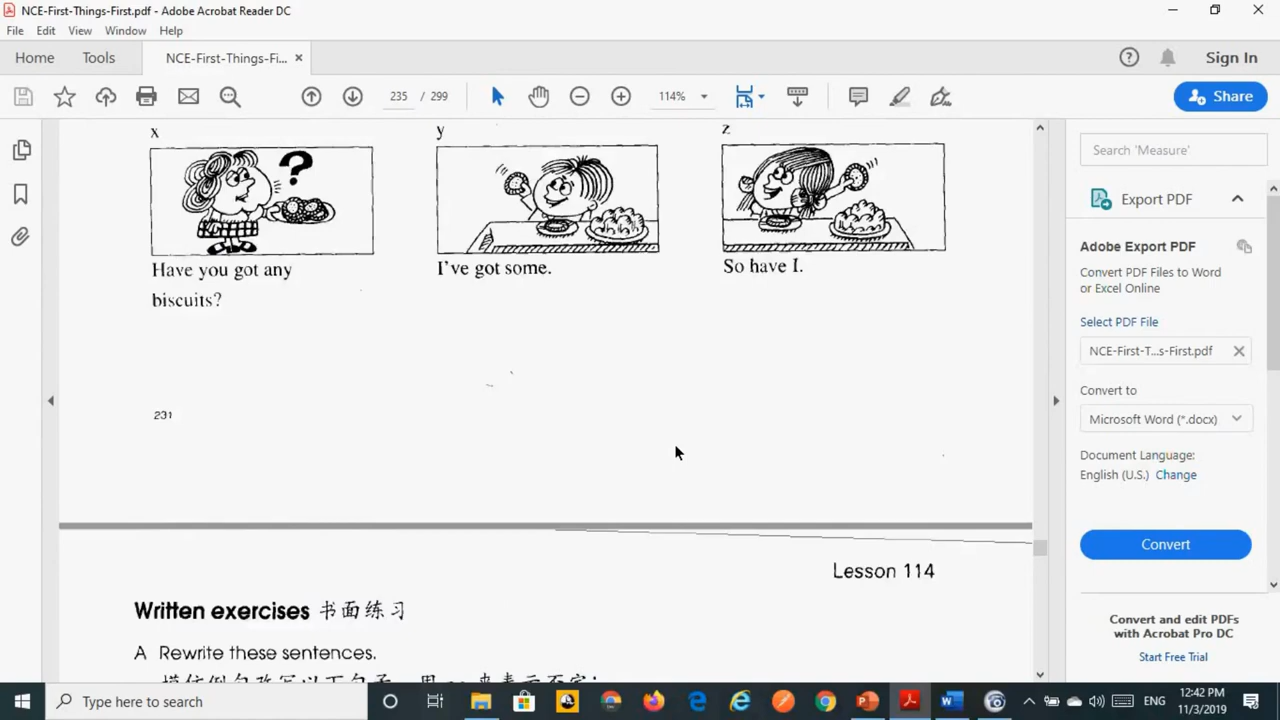 NCE-First-Things-First.pdf - Adobe Acrobat Reader DC
File Edit View Window Help
Home Tools NCE-First-Things-Fi... × Sign In
235 / 299 114% Share
x y z
?
Have you got any
biscuits?
I've got some.
So have I.
231
Lesson 114
Written exercises 书面练习
A Rewrite these sentences.
Search 'Measure'
Export PDF
Adobe Export PDF
Convert PDF Files to Word
or Excel Online
Select PDF File
NCE-First-T...s-First.pdf
Convert to
Microsoft Word (*.docx)
Document Language:
English (U.S.) Change
Convert
Convert and edit PDFs
with Acrobat Pro DC
Start Free Trial
Type here to search
ENG
12:42 PM
11/3/2019